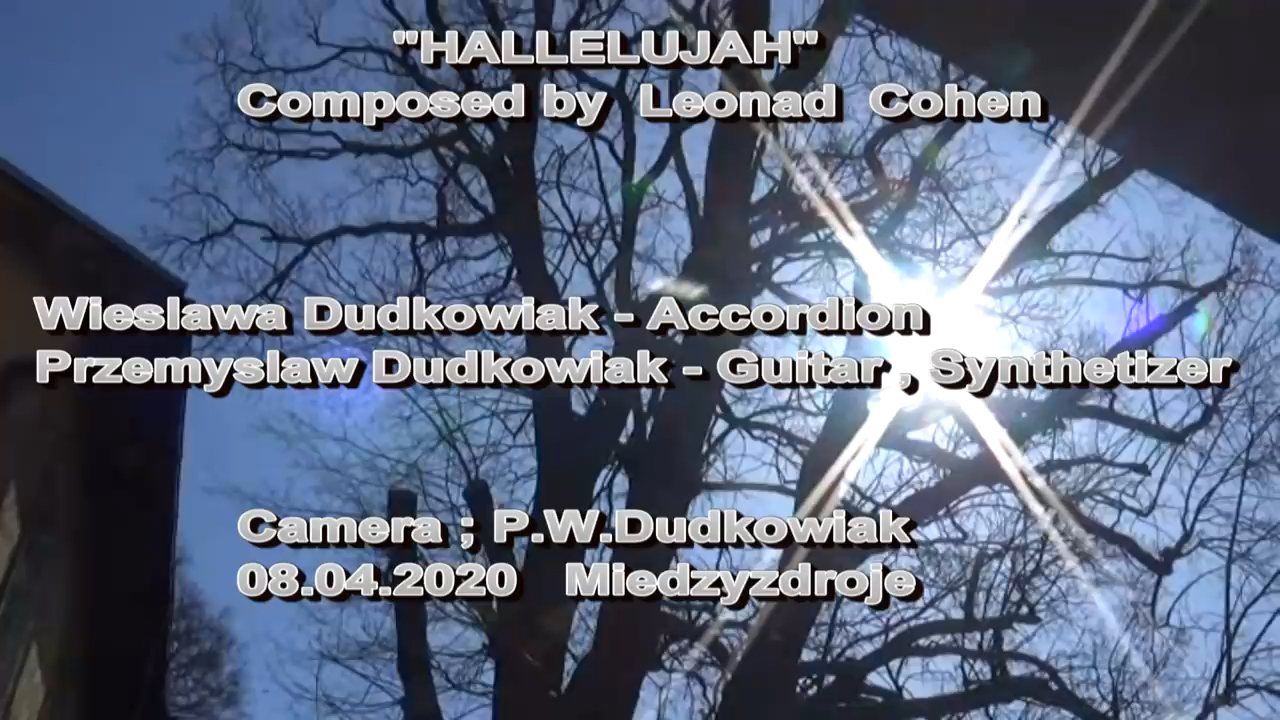 "HALLELUJAH"
Composed by Leonad Cohen
Wieslawa Dudkowiak - Accordion
Przemyslaw Dudkowiak - Guitar , Synthetizer
Camera ; P.W.Dudkowiak
08.04.2020 Miedzyzdroje